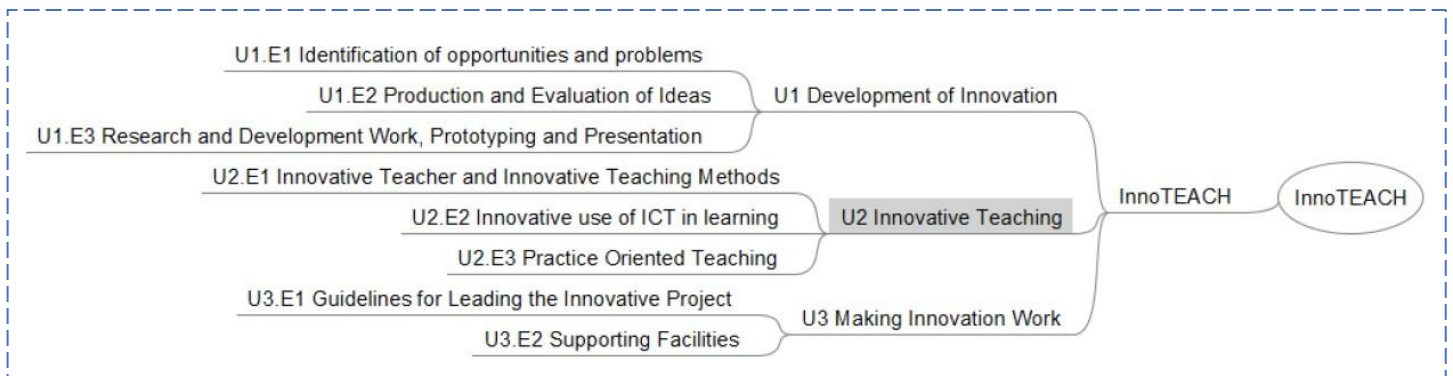 U1.E1 Identification of opportunities and problems
U1.E2 Production and Evaluation of Ideas
U1 Development of Innovation
U1.E3 Research and Development Work, Prototyping and Presentation
U2.E1 Innovative Teacher and Innovative Teaching Methods
U2.E2 Innovative use of ICT in learning
U2 Innovative Teaching
InnoTEACH
InnoTEACH
U2.E3 Practice Oriented Teaching
U3.E1 Guidelines for Leading the Innovative Project
U3 Making Innovation Work
U3.E2 Supporting Facilities